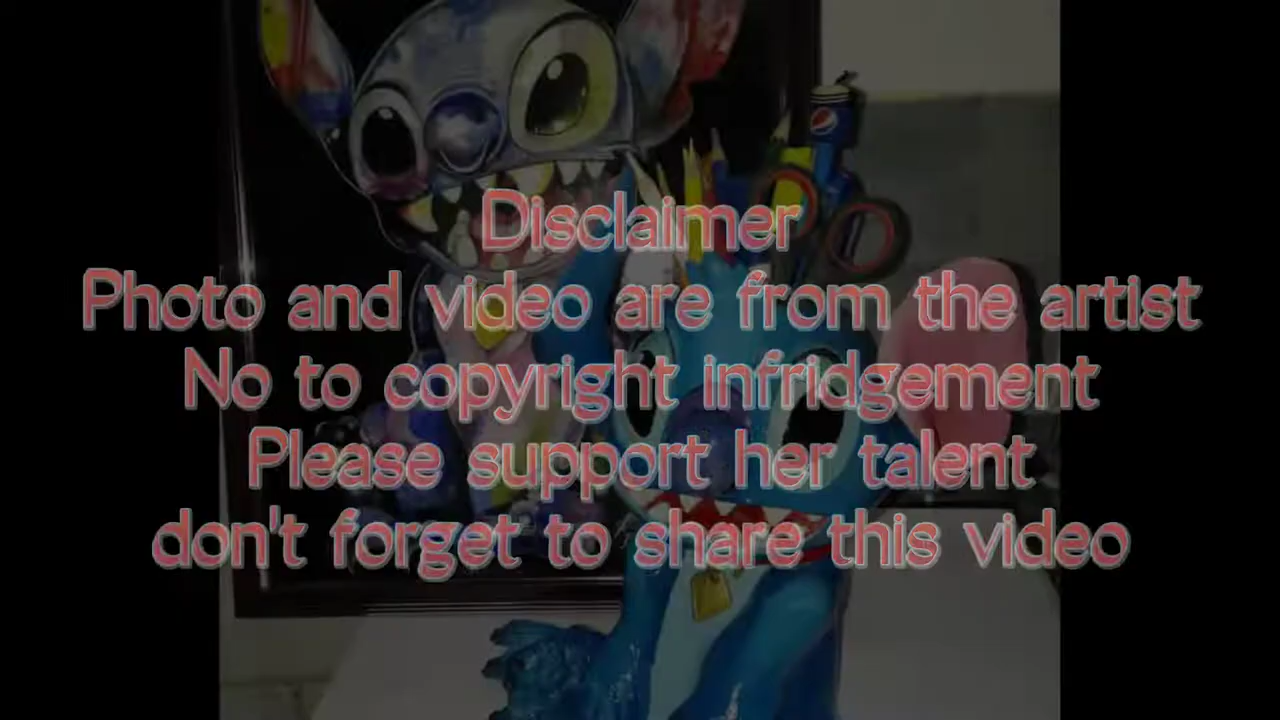 Disclaimer
Photo and video are from the artist
No to copyright infridgement
Please support her talent
don't forget to share this video